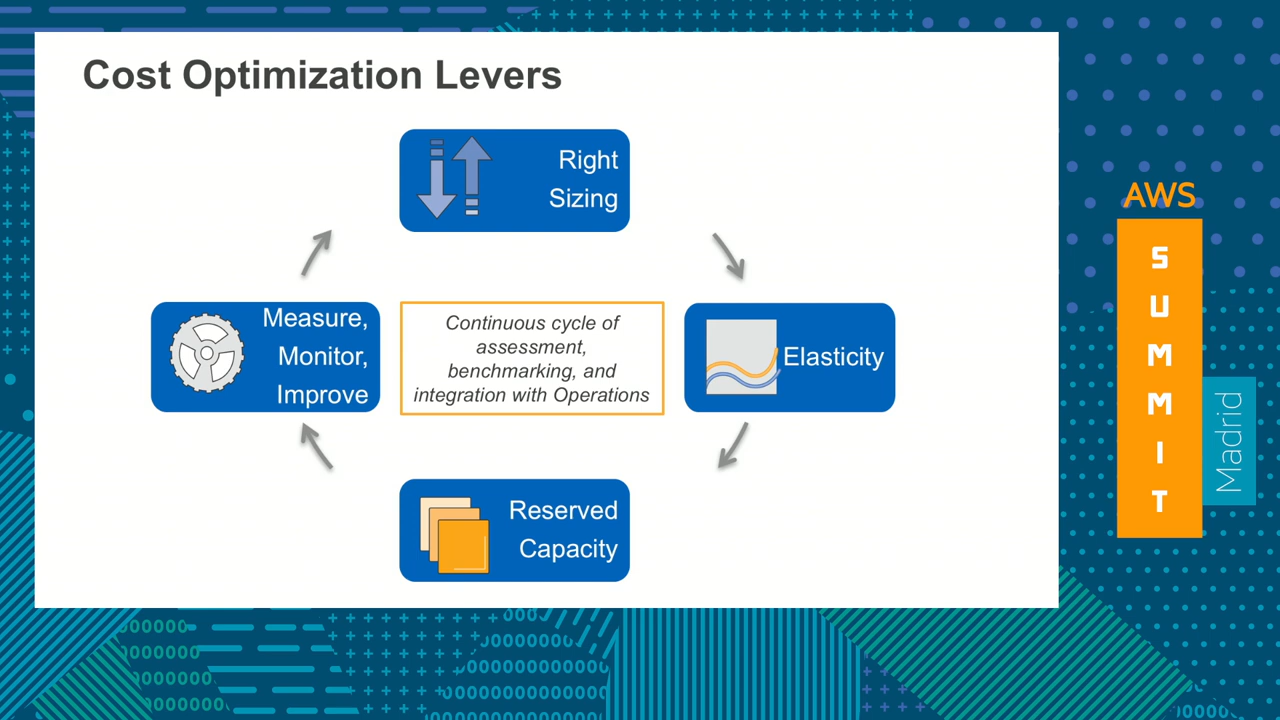 Cost Optimization Levers
Right
Sizing
Measure,
Monitor,
Improve
Continuous cycle of
assessment,
benchmarking, and
integration with Operations
Elasticity
Reserved
Capacity
AWS
SUMMIT
Madrid